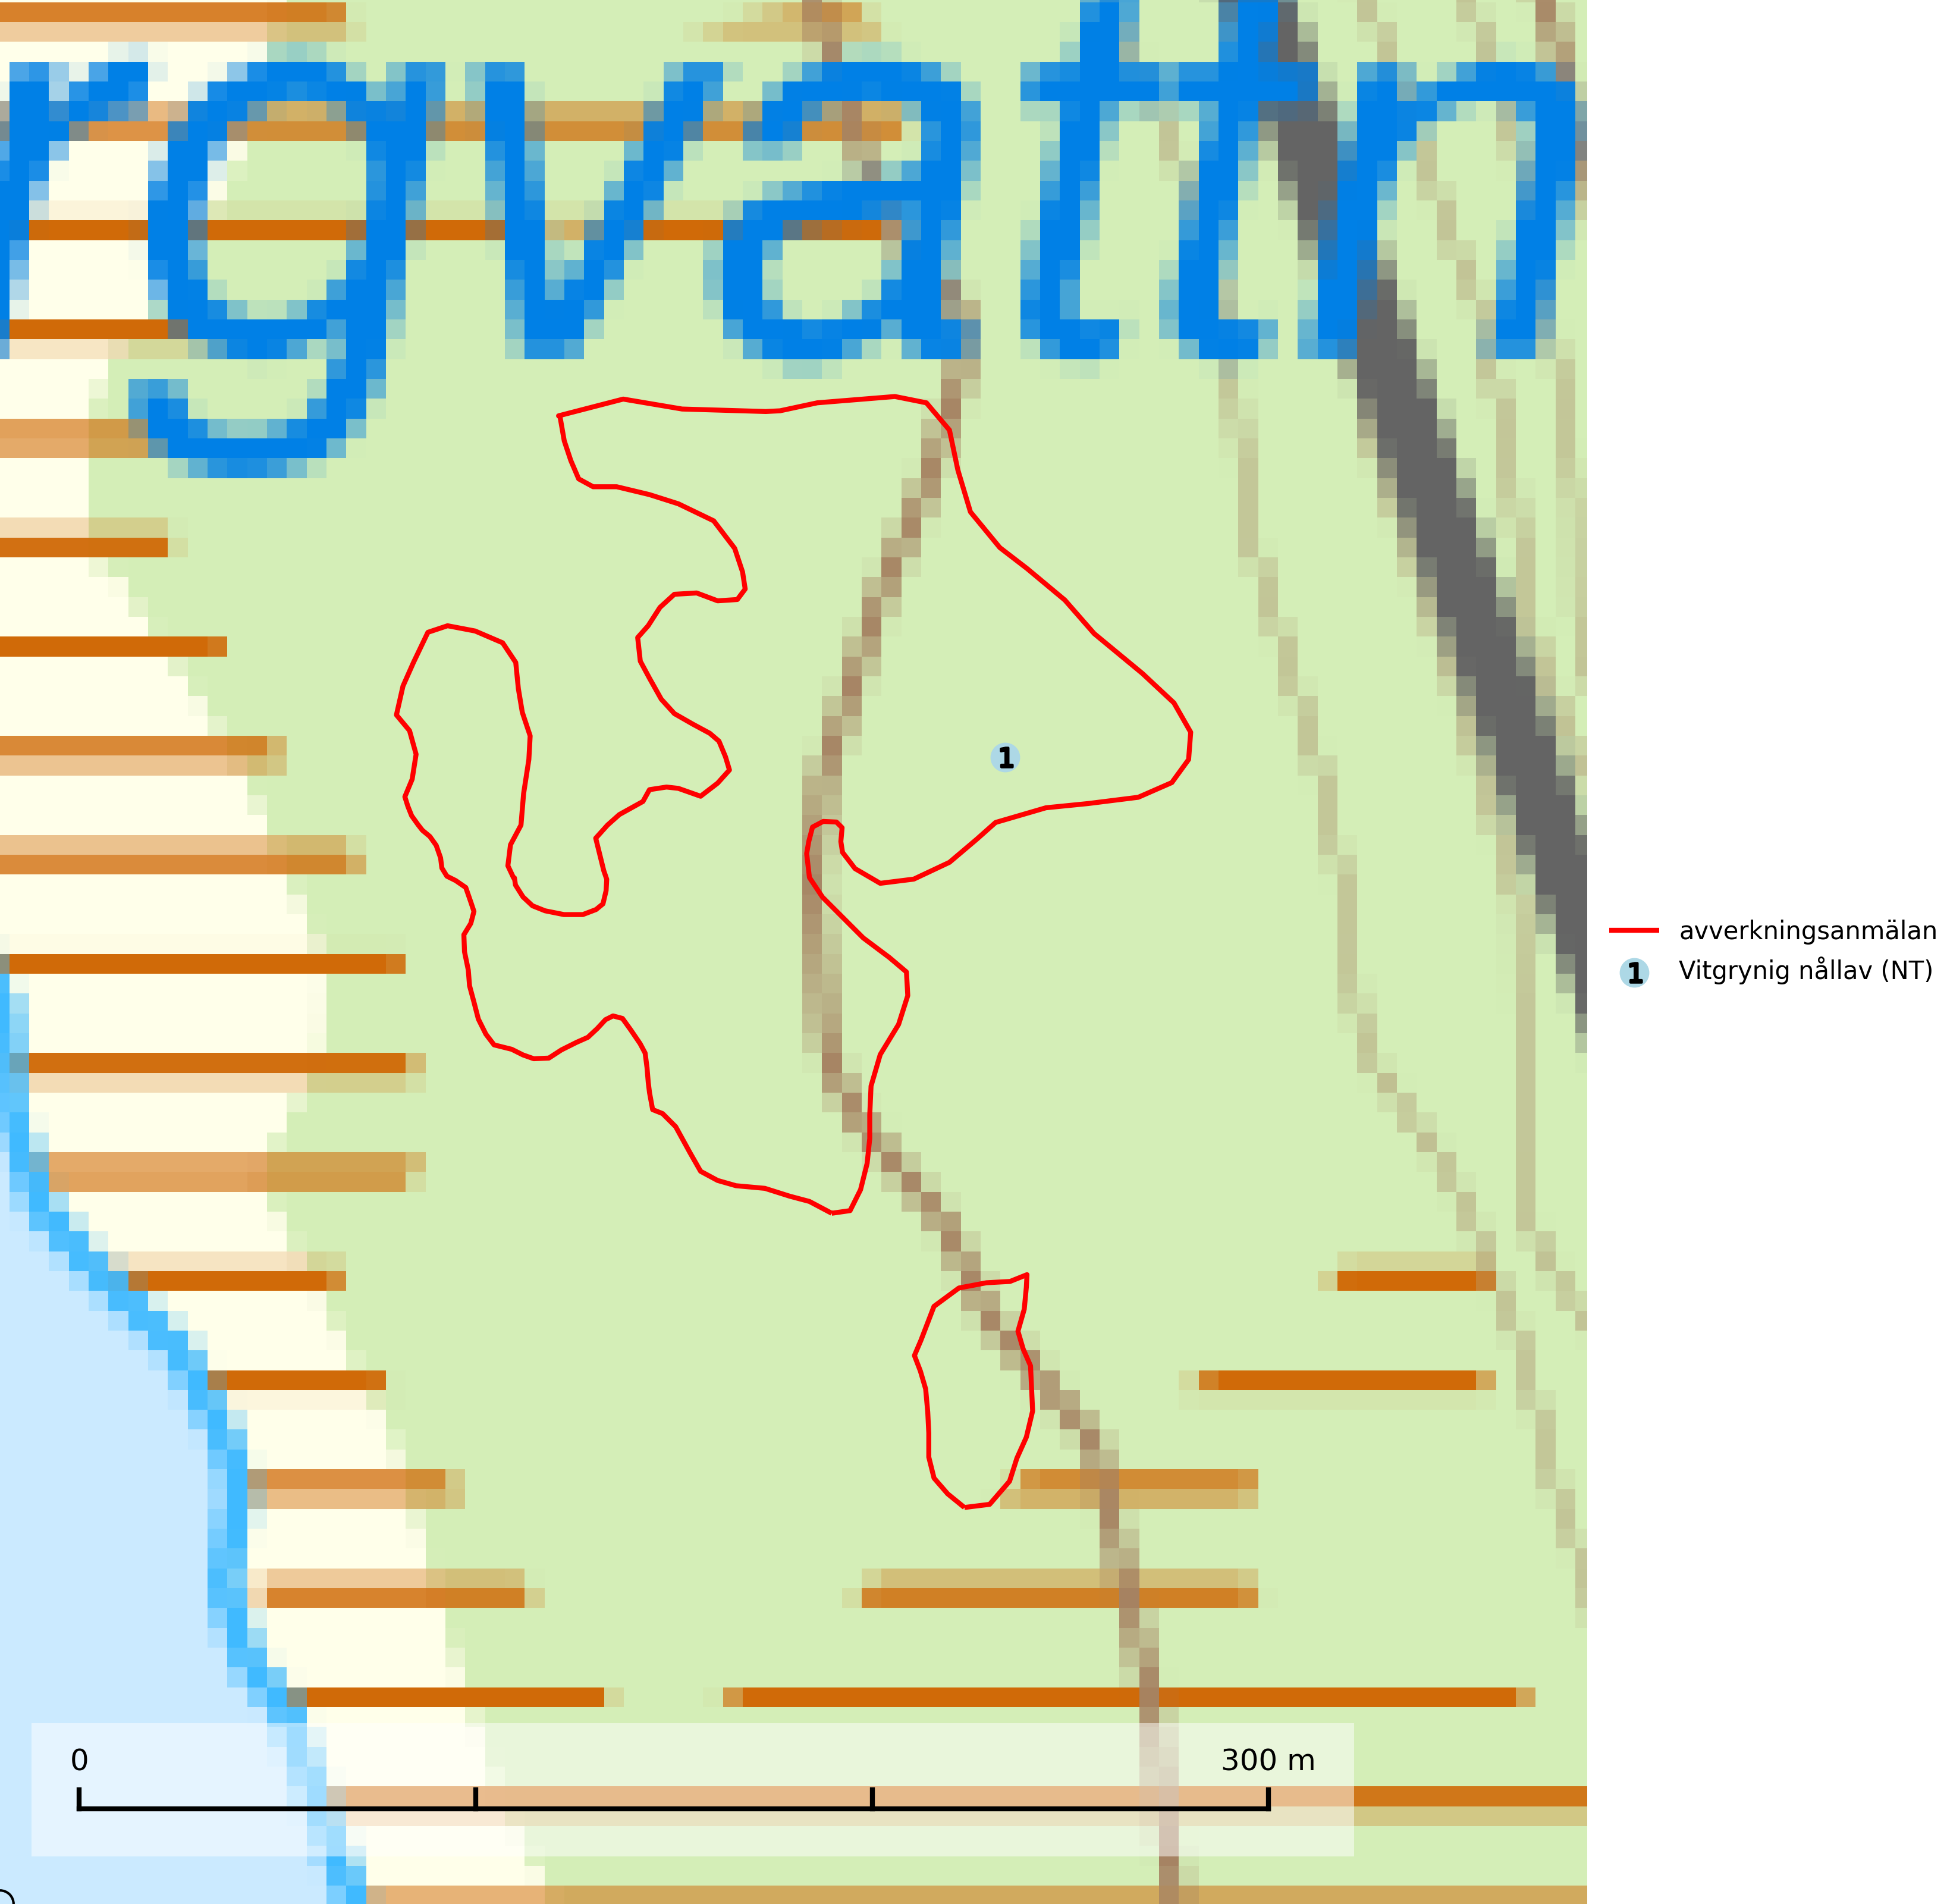 rgvattn
1
avverkningsanmälan
1 Vitgrynig nållav (NT)
0 300 m